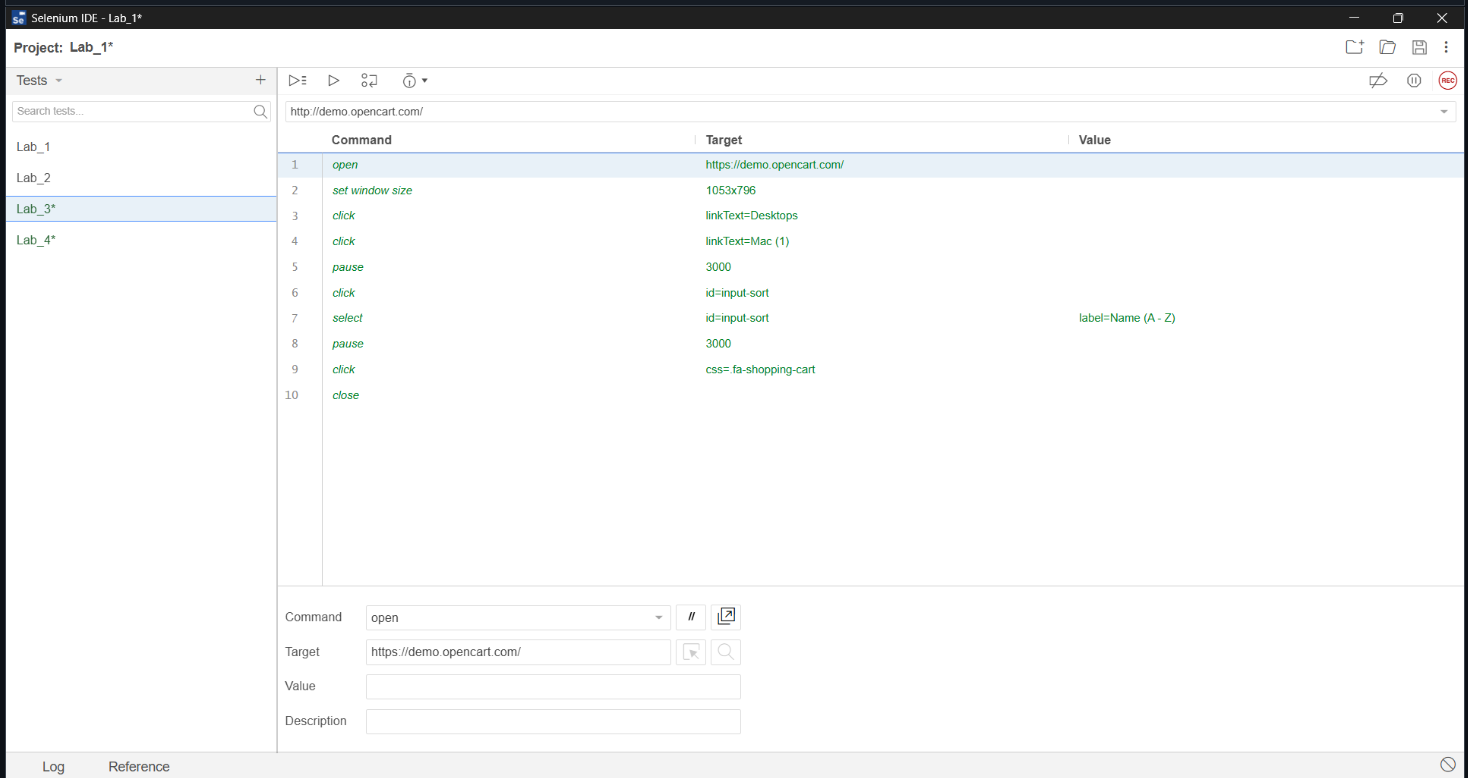 Se Selenium IDE - Lab_1*
Project: Lab_1*
Tests
Search tests...
Lab_1
Lab_2
Lab_3*
Lab_4*
REC
http://demo.opencart.com/
Command Target Value
1 open https://demo.opencart.com/
2 set window size 1053x796
3 click linkText=Desktops
4 click linkText=Mac (1)
5 pause 3000
6 click id=input-sort
7 select id=input-sort label=Name (A - Z)
8 pause 3000
9 click css=.fa-shopping-cart
10 close
Command open //
Target https://demo.opencart.com/
Value
Description
Log Reference